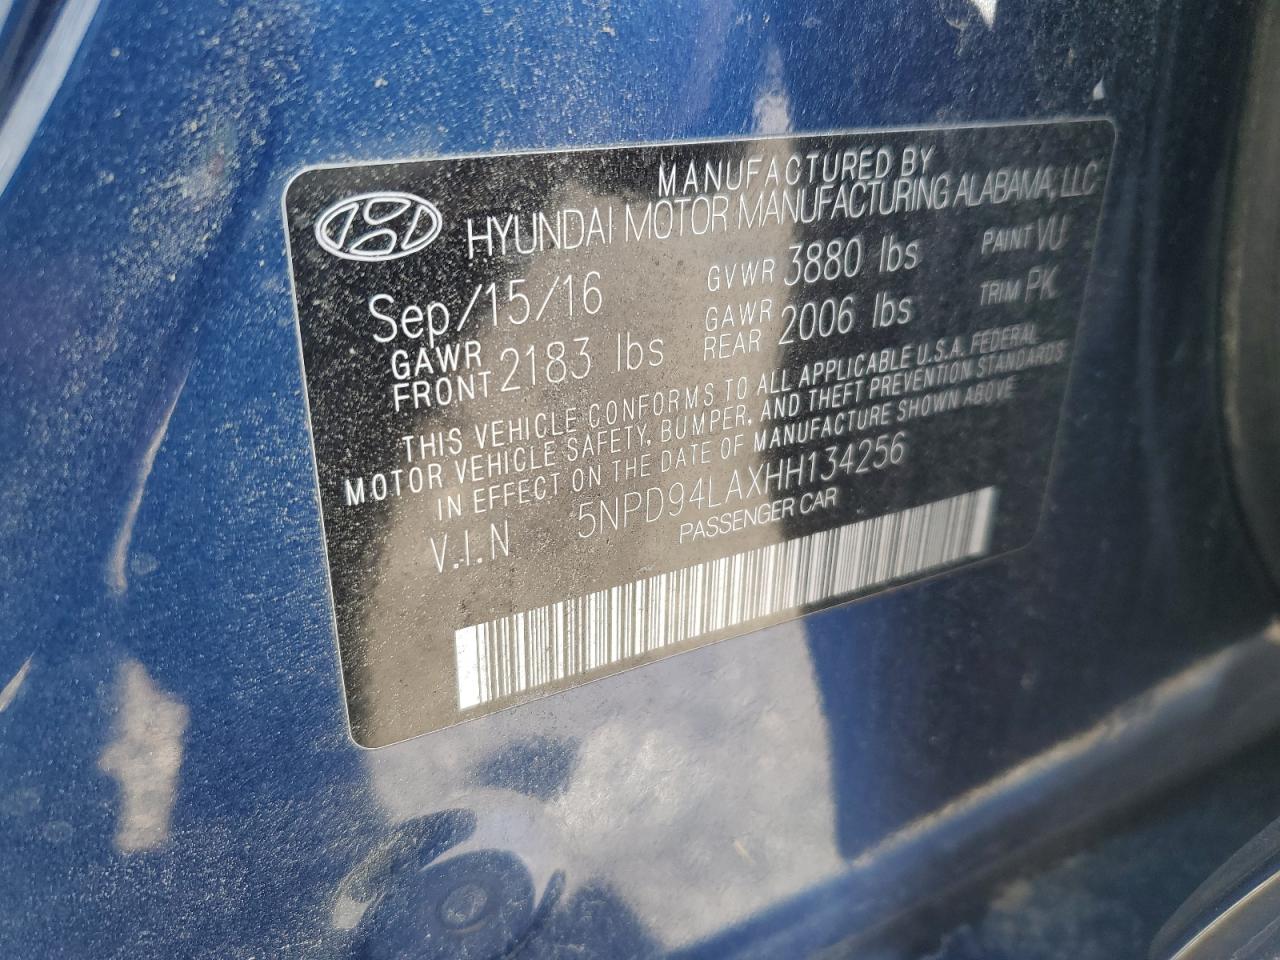 MANUFACTURED BY
HYUNDAI MOTOR MANUFACTURING ALABAMA, LLC
Sep/15/16 GVWR 3880 lbs PAINT VU
GAWR FRONT 2183 lbs GAWR REAR 2006 lbs TRIM PK
THIS VEHICLE CONFORMS TO ALL APPLICABLE U.S.A. FEDERAL
MOTOR VEHICLE SAFETY, BUMPER, AND THEFT PREVENTION STANDARDS
IN EFFECT ON THE DATE OF MANUFACTURE SHOWN ABOVE
V.I.N 5NPD94LAXHH134256
PASSENGER CAR